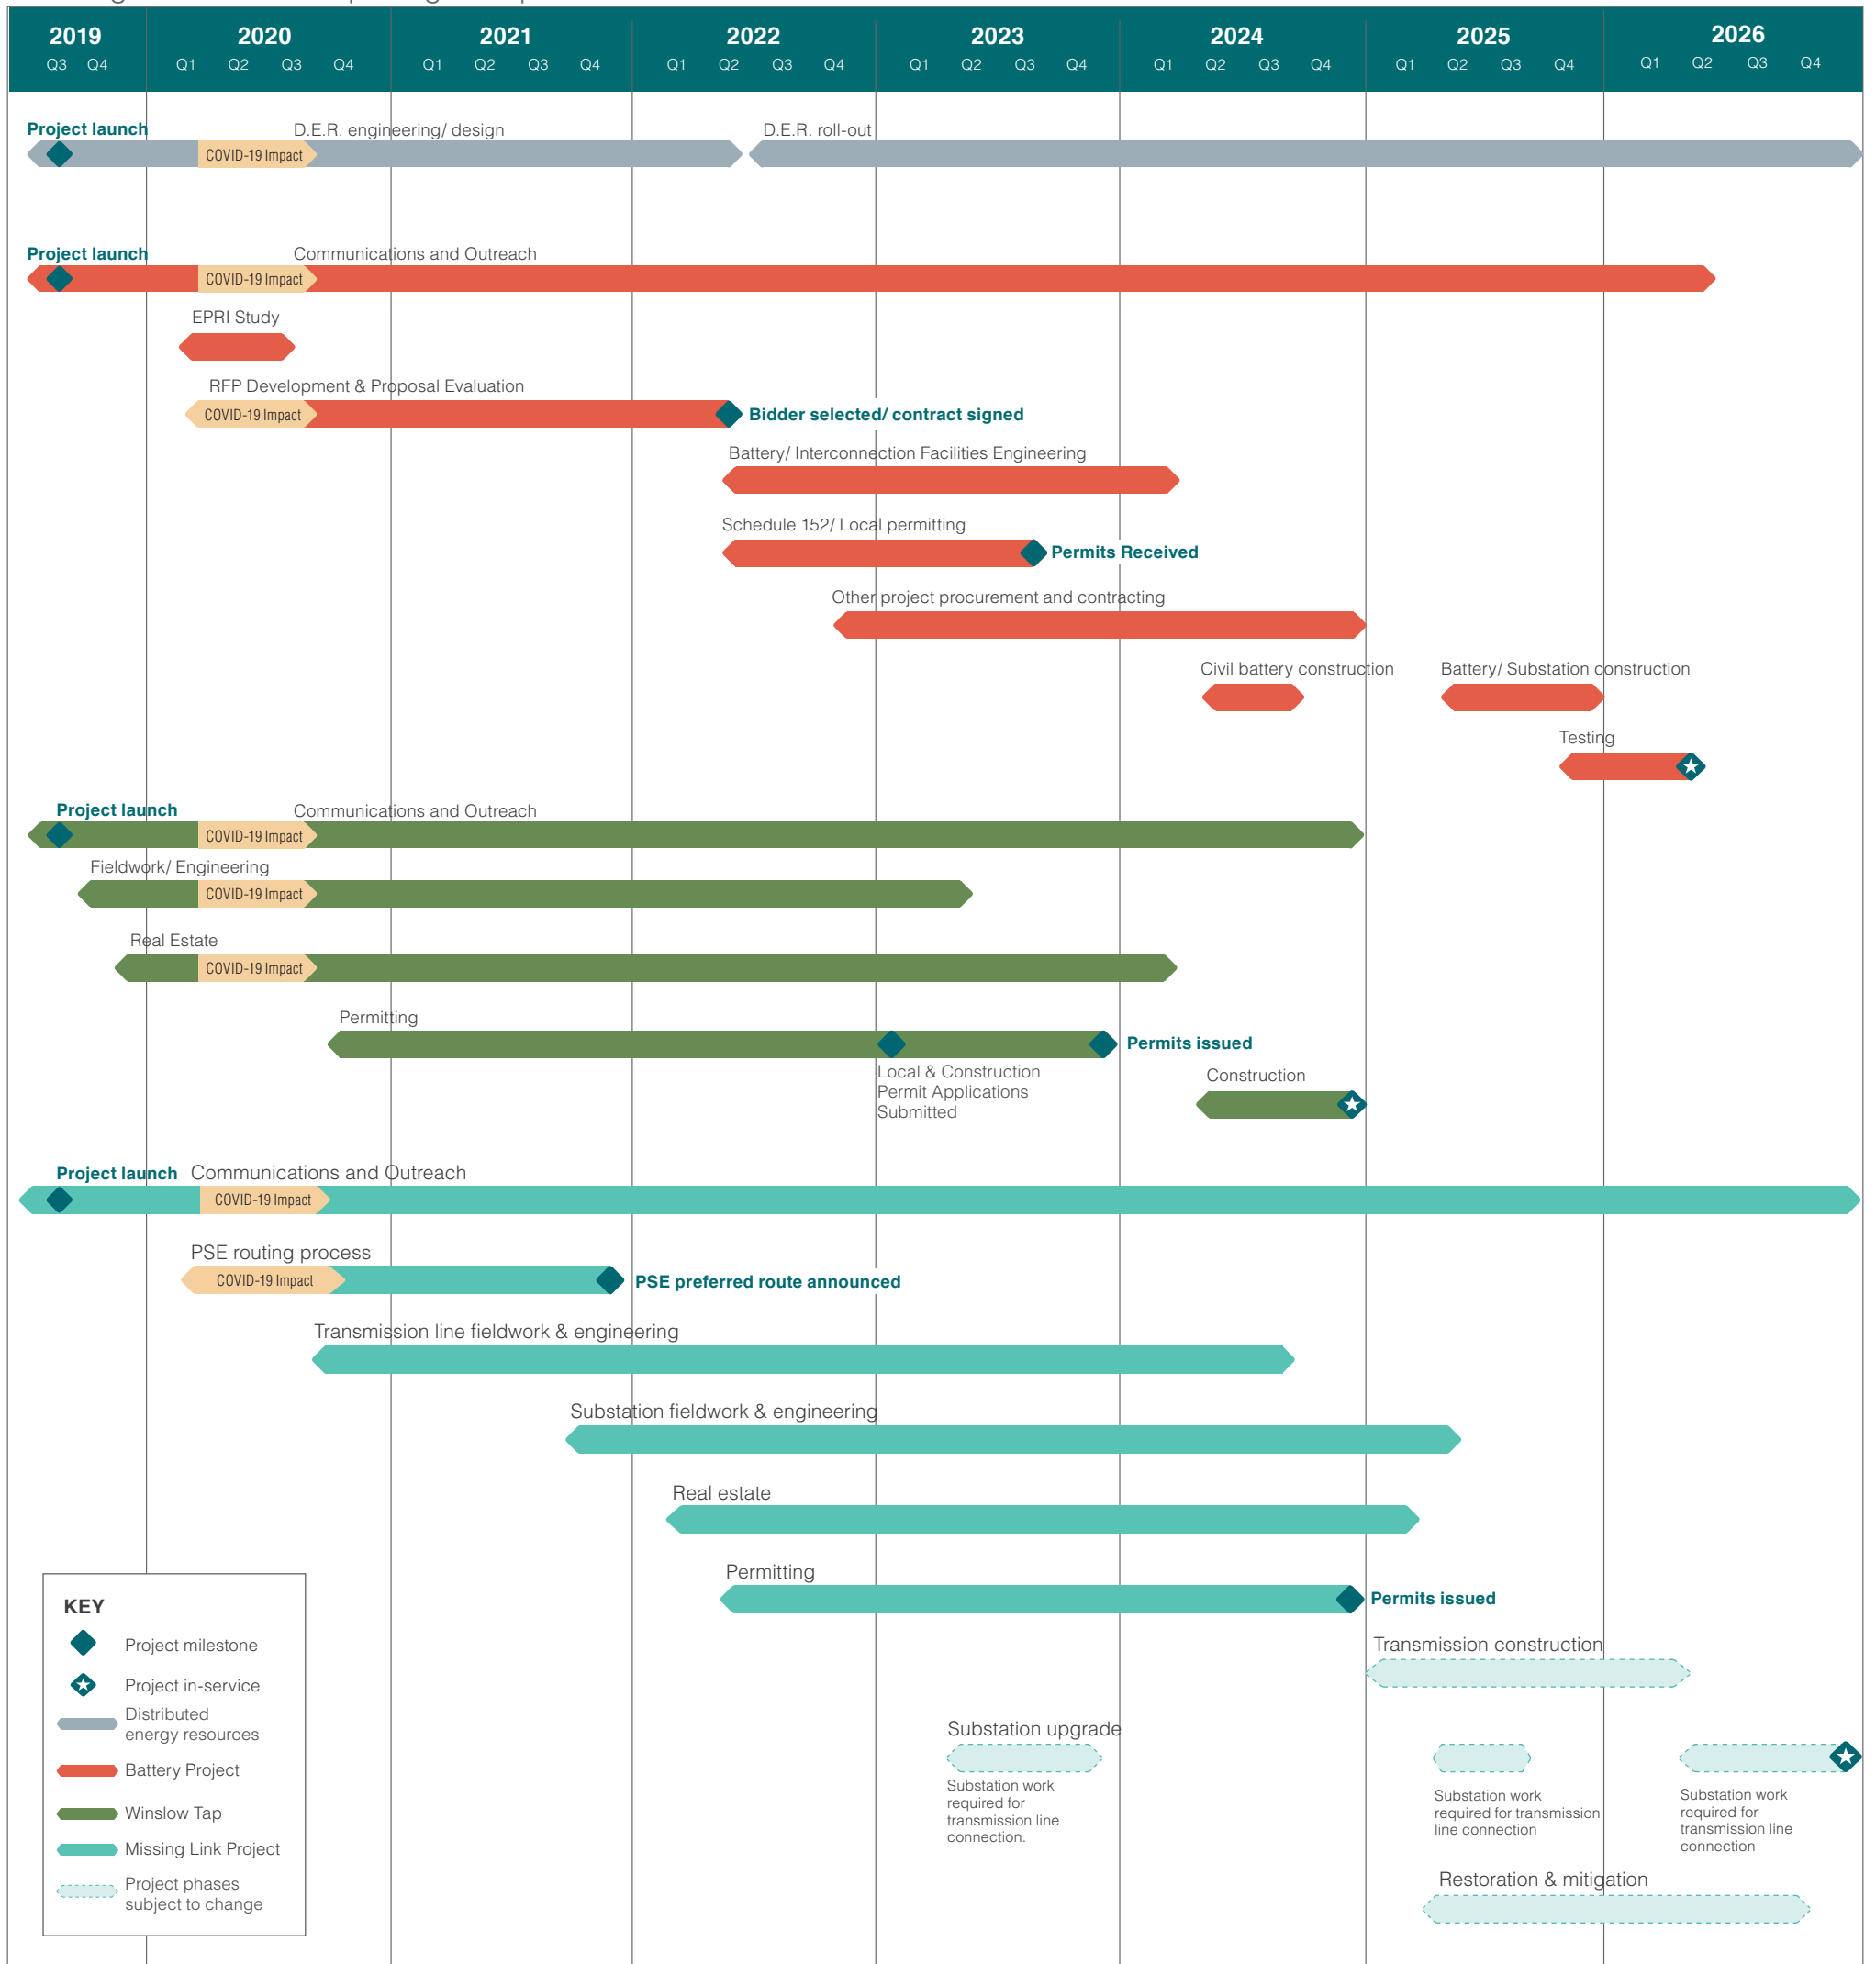 2019 2020 2021 2022 2023 2024 2025 2026
Q3 Q4 Q1 Q2 Q3 Q4 Q1 Q2 Q3 Q4 Q1 Q2 Q3 Q4 Q1 Q2 Q3 Q4 Q1 Q2 Q3 Q4 Q1 Q2 Q3 Q4 Q1 Q2 Q3 Q4
Project launch D.E.R. engineering/ design D.E.R. roll-out
COVID-19 Impact
Project launch Communications and Outreach
COVID-19 Impact
EPRI Study
RFP Development & Proposal Evaluation
COVID-19 Impact Bidder selected/ contract signed
Battery/ Interconnection Facilities Engineering
Schedule 152/ Local permitting
Permits Received
Other project procurement and contracting
Civil battery construction Battery/ Substation construction
Testing
Project launch Communications and Outreach
COVID-19 Impact
Fieldwork/ Engineering
COVID-19 Impact
Real Estate
COVID-19 Impact
Permitting
Permits issued
Local & Construction
Permit Applications
Submitted
Construction
Project launch Communications and Outreach
COVID-19 Impact
PSE routing process
COVID-19 Impact PSE preferred route announced
Transmission line fieldwork & engineering
Substation fieldwork & engineering
Real estate
Permitting
Permits issued
Transmission construction
Substation upgrade
Substation work
required for
transmission line
connection.
Substation work
required for transmission
line connection
Substation work
required for
transmission line
connection
Restoration & mitigation
KEY
Project milestone
Project in-service
Distributed
energy resources
Battery Project
Winslow Tap
Missing Link Project
Project phases
subject to change